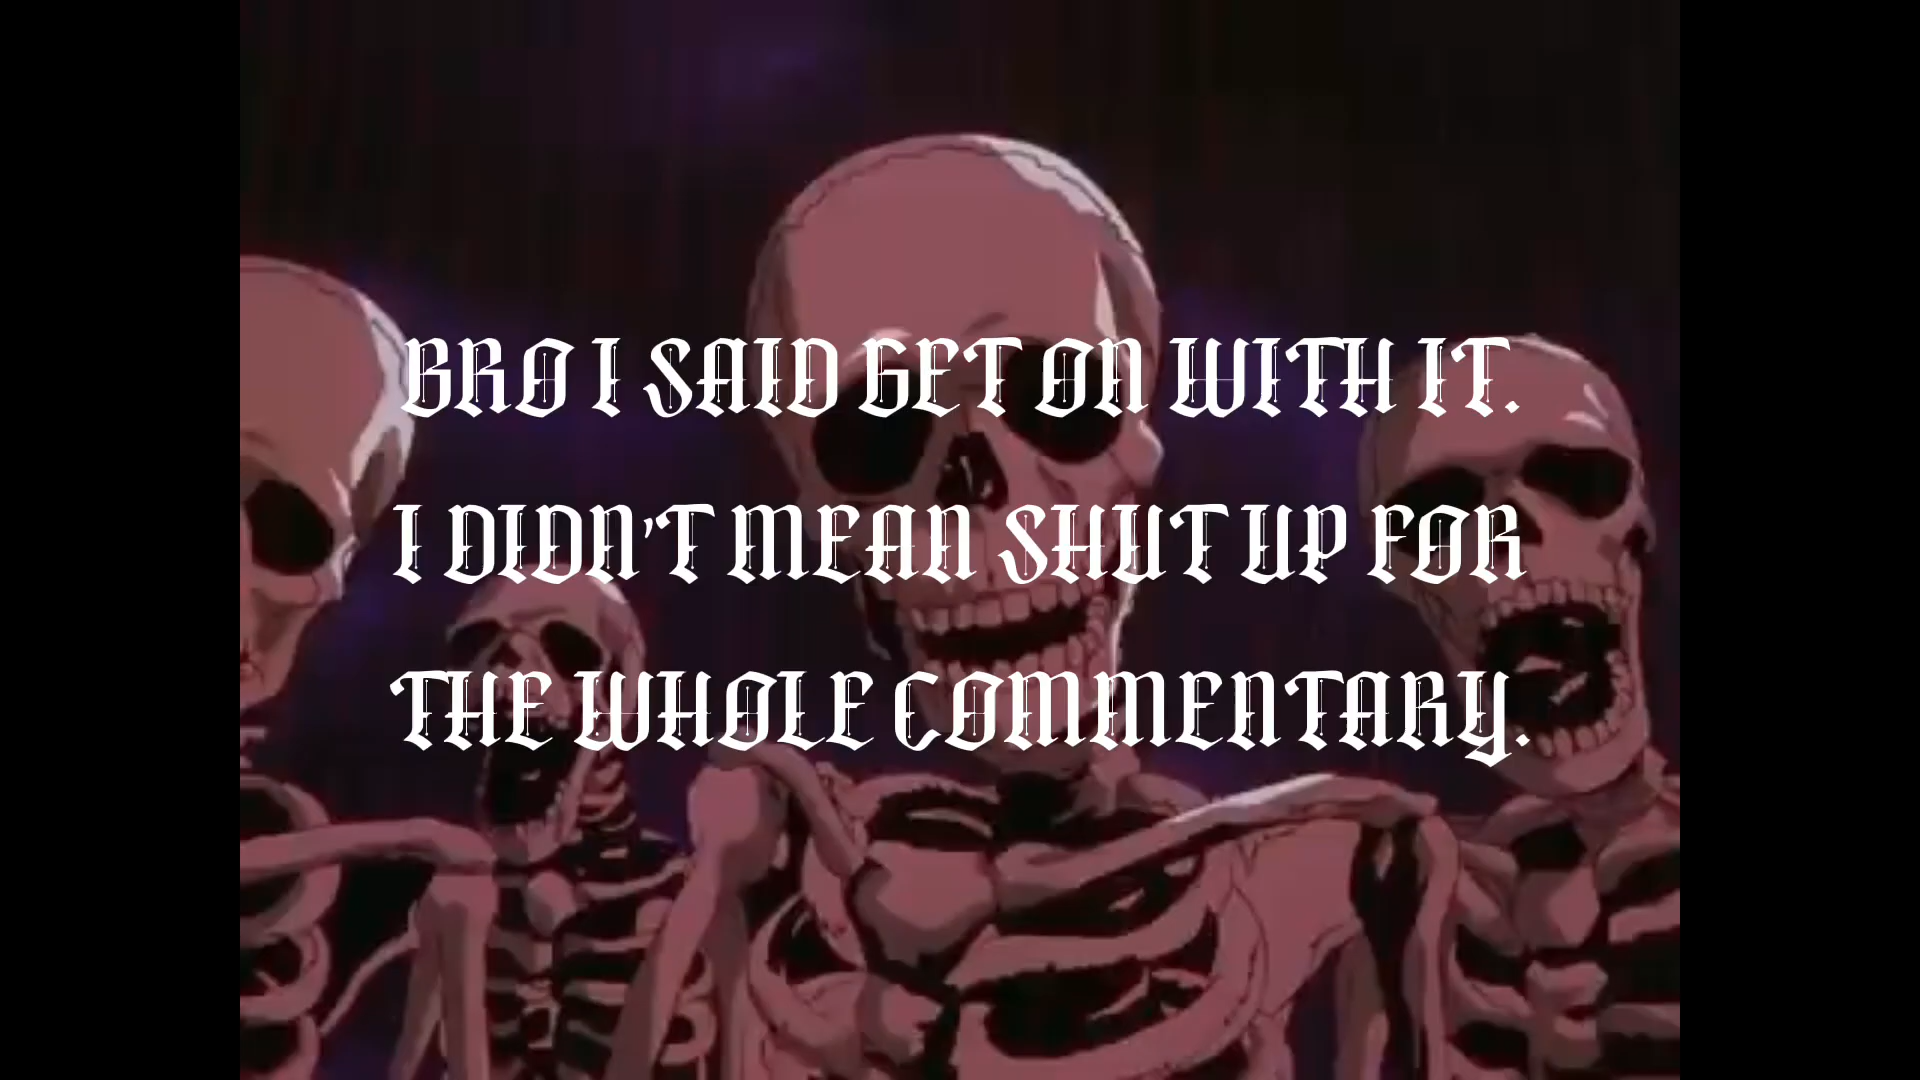 BRO I SAID GET ON WITH IT.
I DIDN'T MEAN SHUT UP FOR
THE WHOLE COMMENTARY.